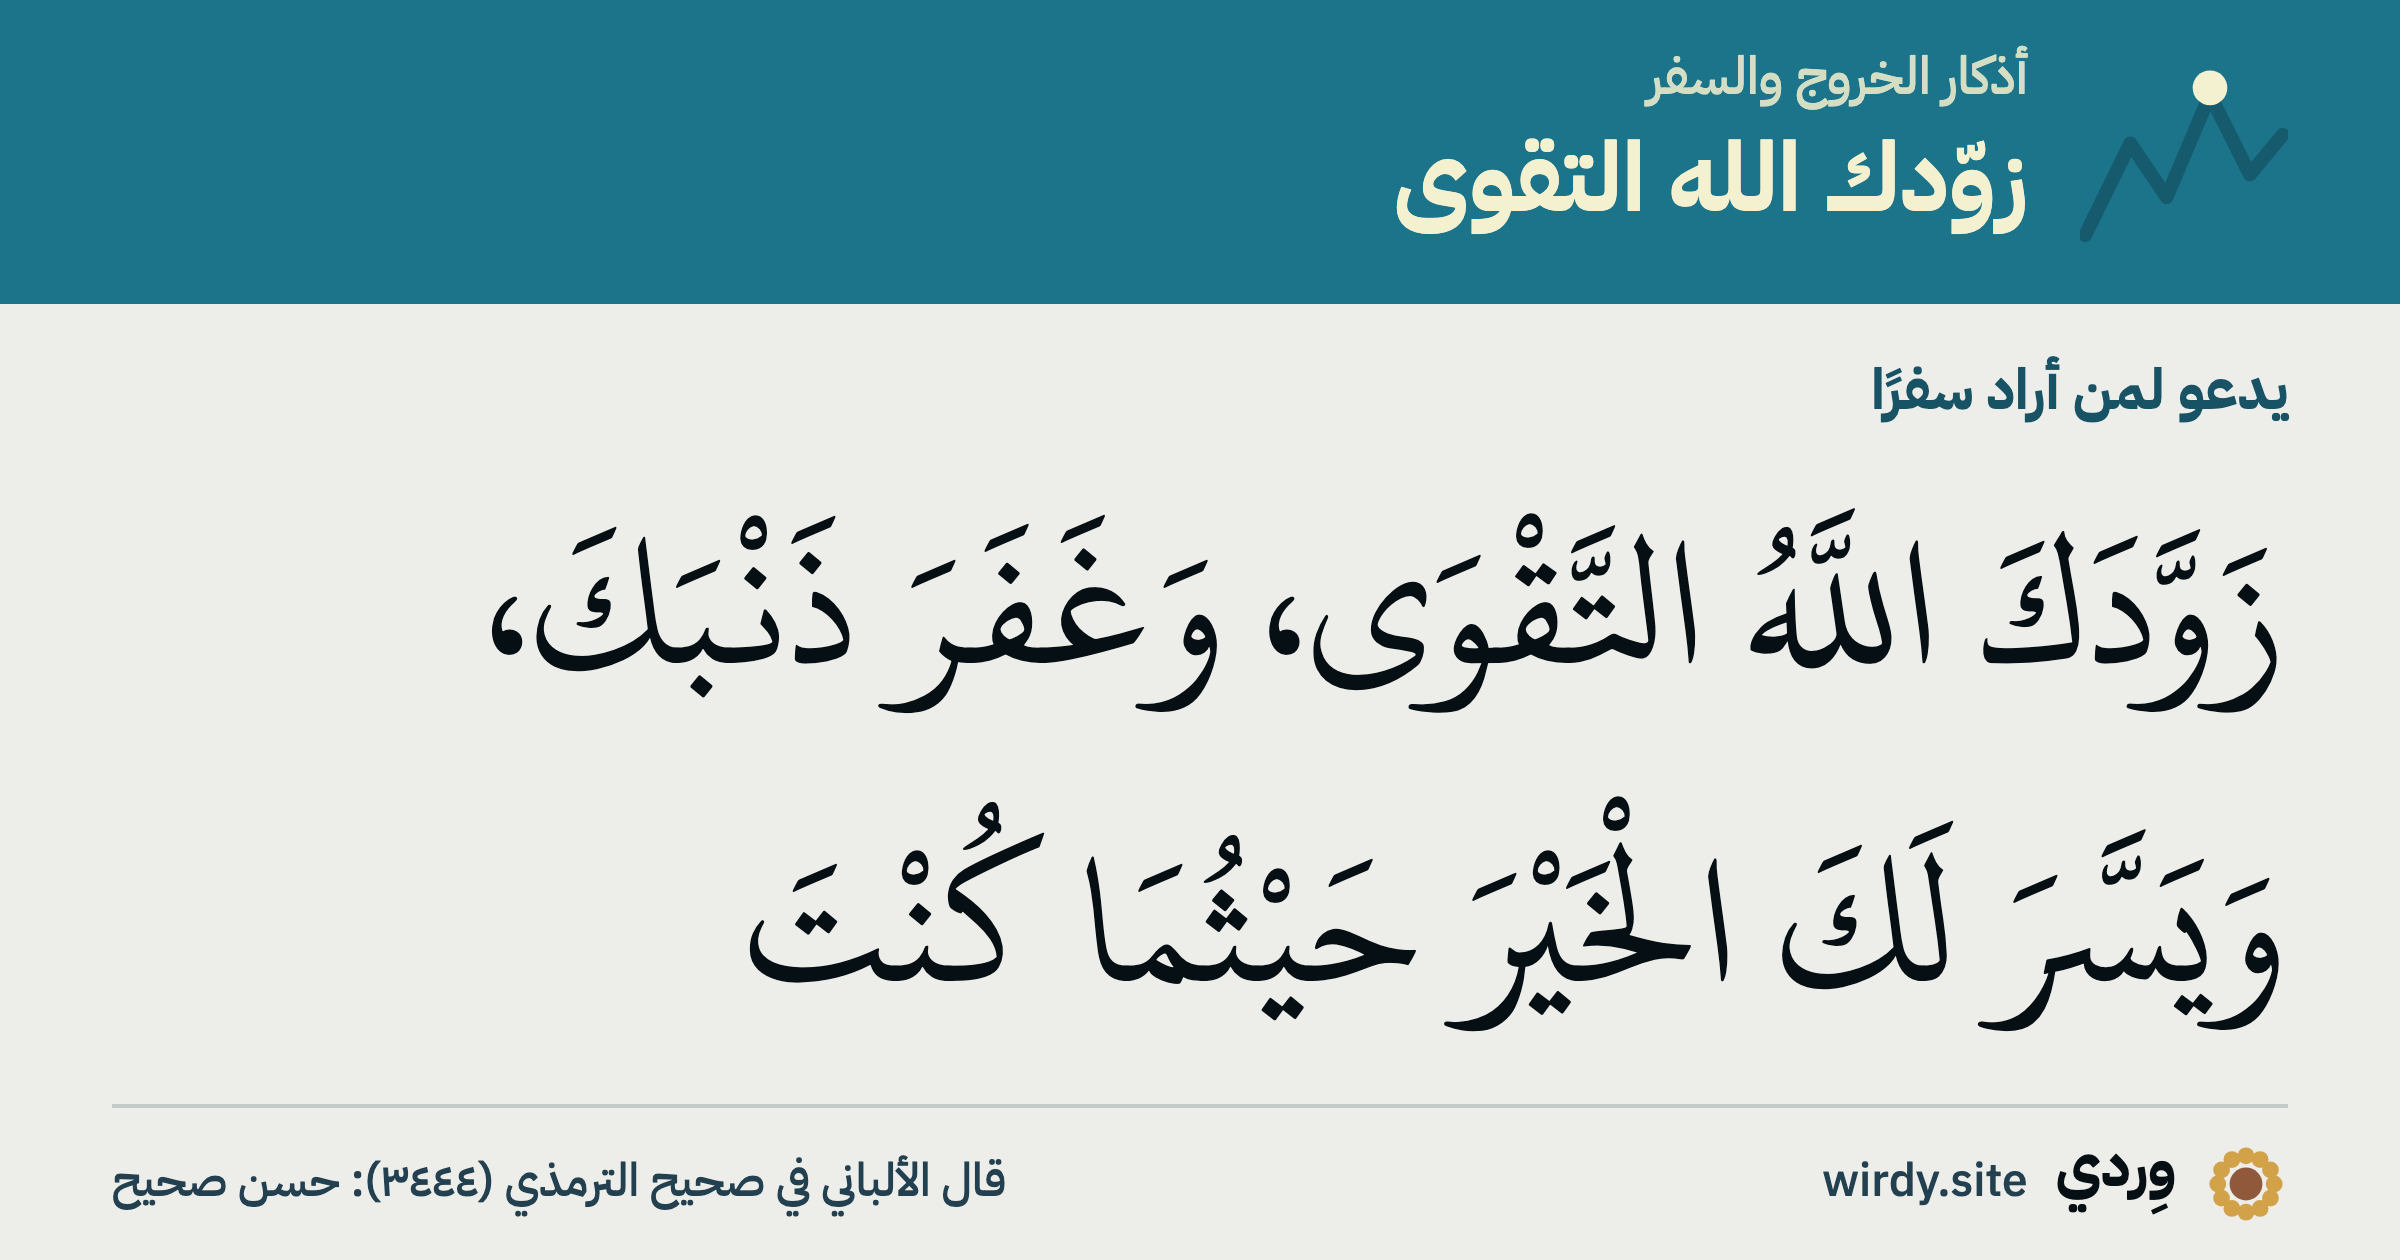 أذكار الخروج والسفر
زوّدك الله التقوى
يدعو لمن أراد سفرًا
زَوَّدَكَ اللَّهُ التَّقْوَى، وَغَفَرَ ذَنْبَكَ،
وَيَسَّرَ لَكَ الْخَيْرَ حَيْثُمَا كُنْتَ
وِردي wirdy.site
قال الألباني في صحيح الترمذي (٣٤٤٤): حسن صحيح